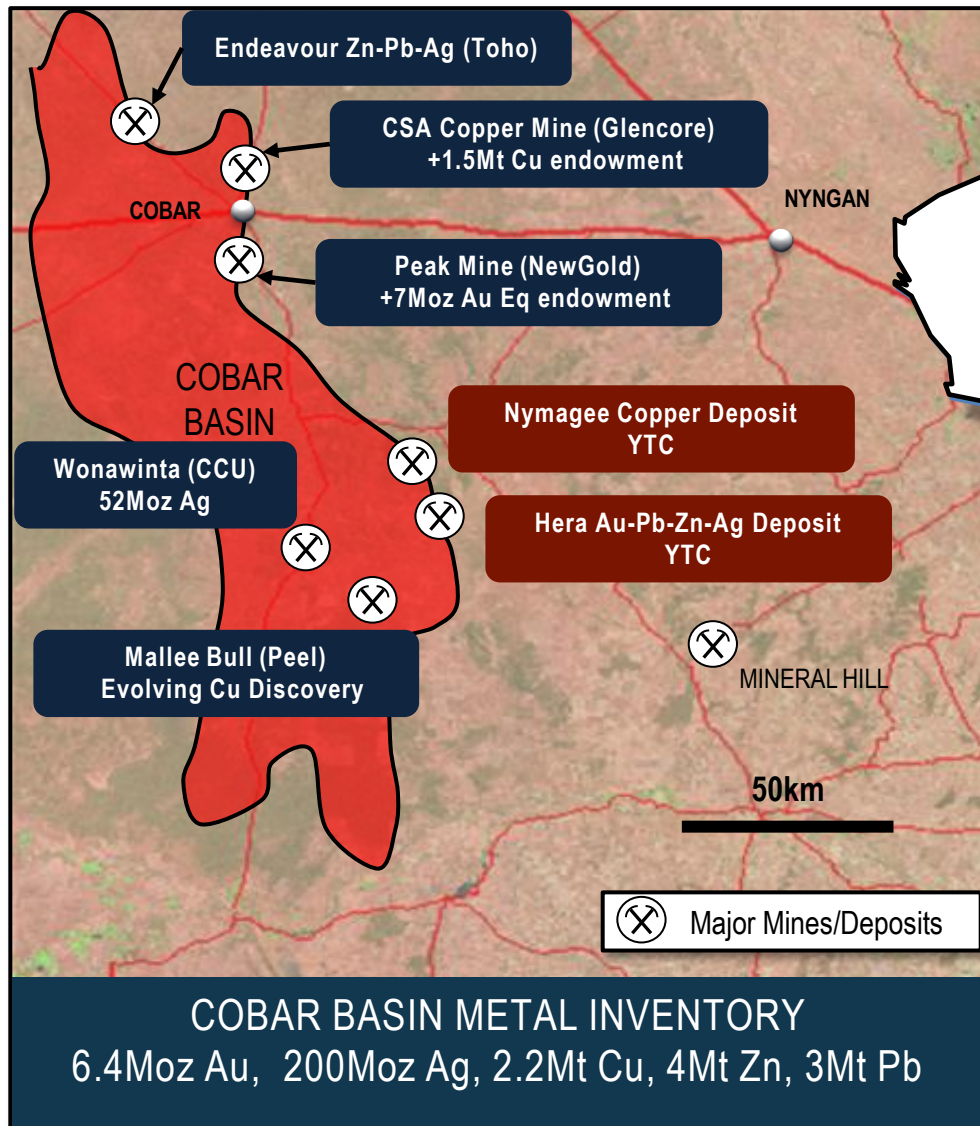 Endeavour Zn-Pb-Ag (Toho)
CSA Copper Mine (Glencore)
+1.5Mt Cu endowment
COBAR
NYNGAN
Peak Mine (NewGold)
+7Moz Au Eq endowment
COBAR
BASIN
Nymagee Copper Deposit
YTC
Wonawinta (CCU)
52Moz Ag
Hera Au-Pb-Zn-Ag Deposit
YTC
Mallee Bull (Peel)
Evolving Cu Discovery
MINERAL HILL
50km
Major Mines/Deposits
COBAR BASIN METAL INVENTORY
6.4Moz Au, 200Moz Ag, 2.2Mt Cu, 4Mt Zn, 3Mt Pb